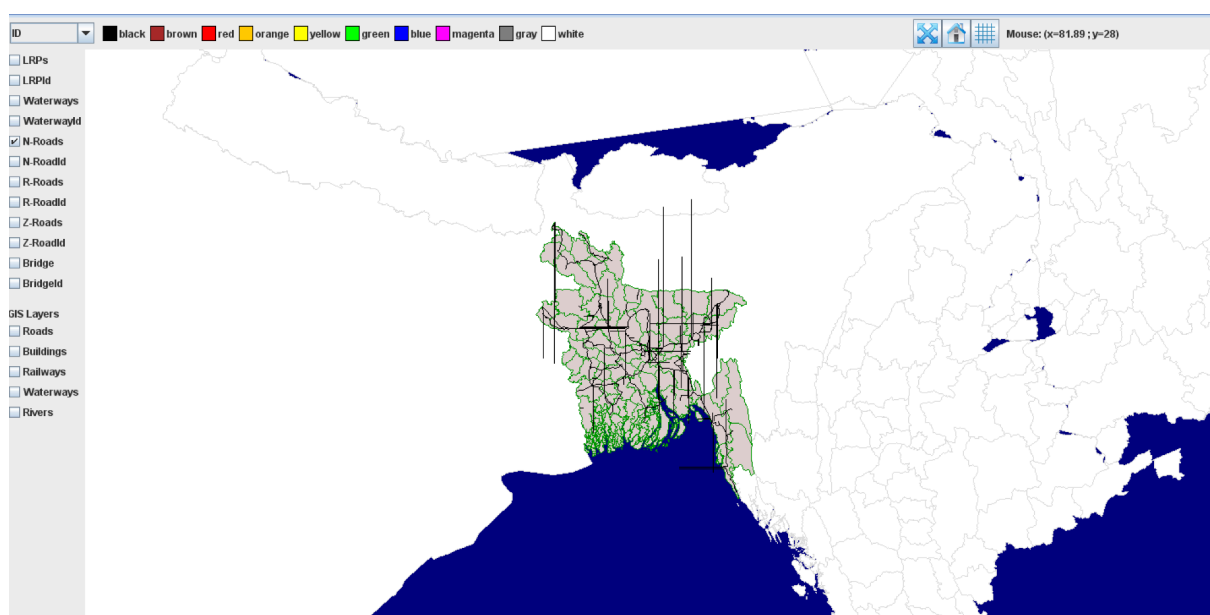 ID black brown red orange yellow green blue magenta gray white Mouse: (x=81.89 ; y=28)
LRPs
LRPId
Waterways
WaterwayId
N-Roads
N-RoadId
R-Roads
R-RoadId
Z-Roads
Z-RoadId
Bridge
BridgeId
GIS Layers
Roads
Buildings
Railways
Waterways
Rivers